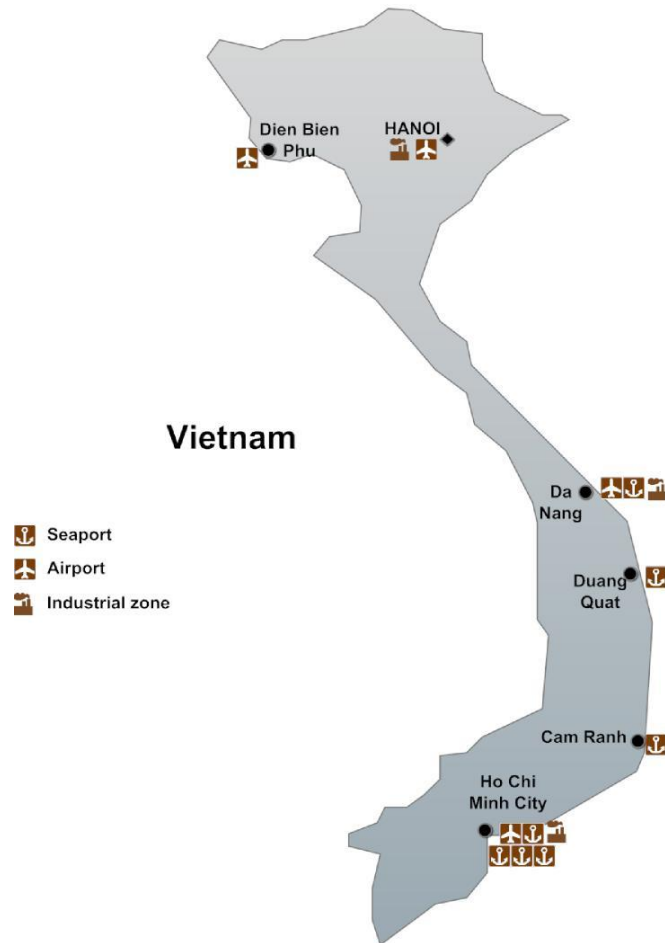 Dien Bien
Phu
HANOI
Vietnam
Da
Nang
Seaport
Airport
Industrial zone
Duang
Quat
Cam Ranh
Ho Chi
Minh City